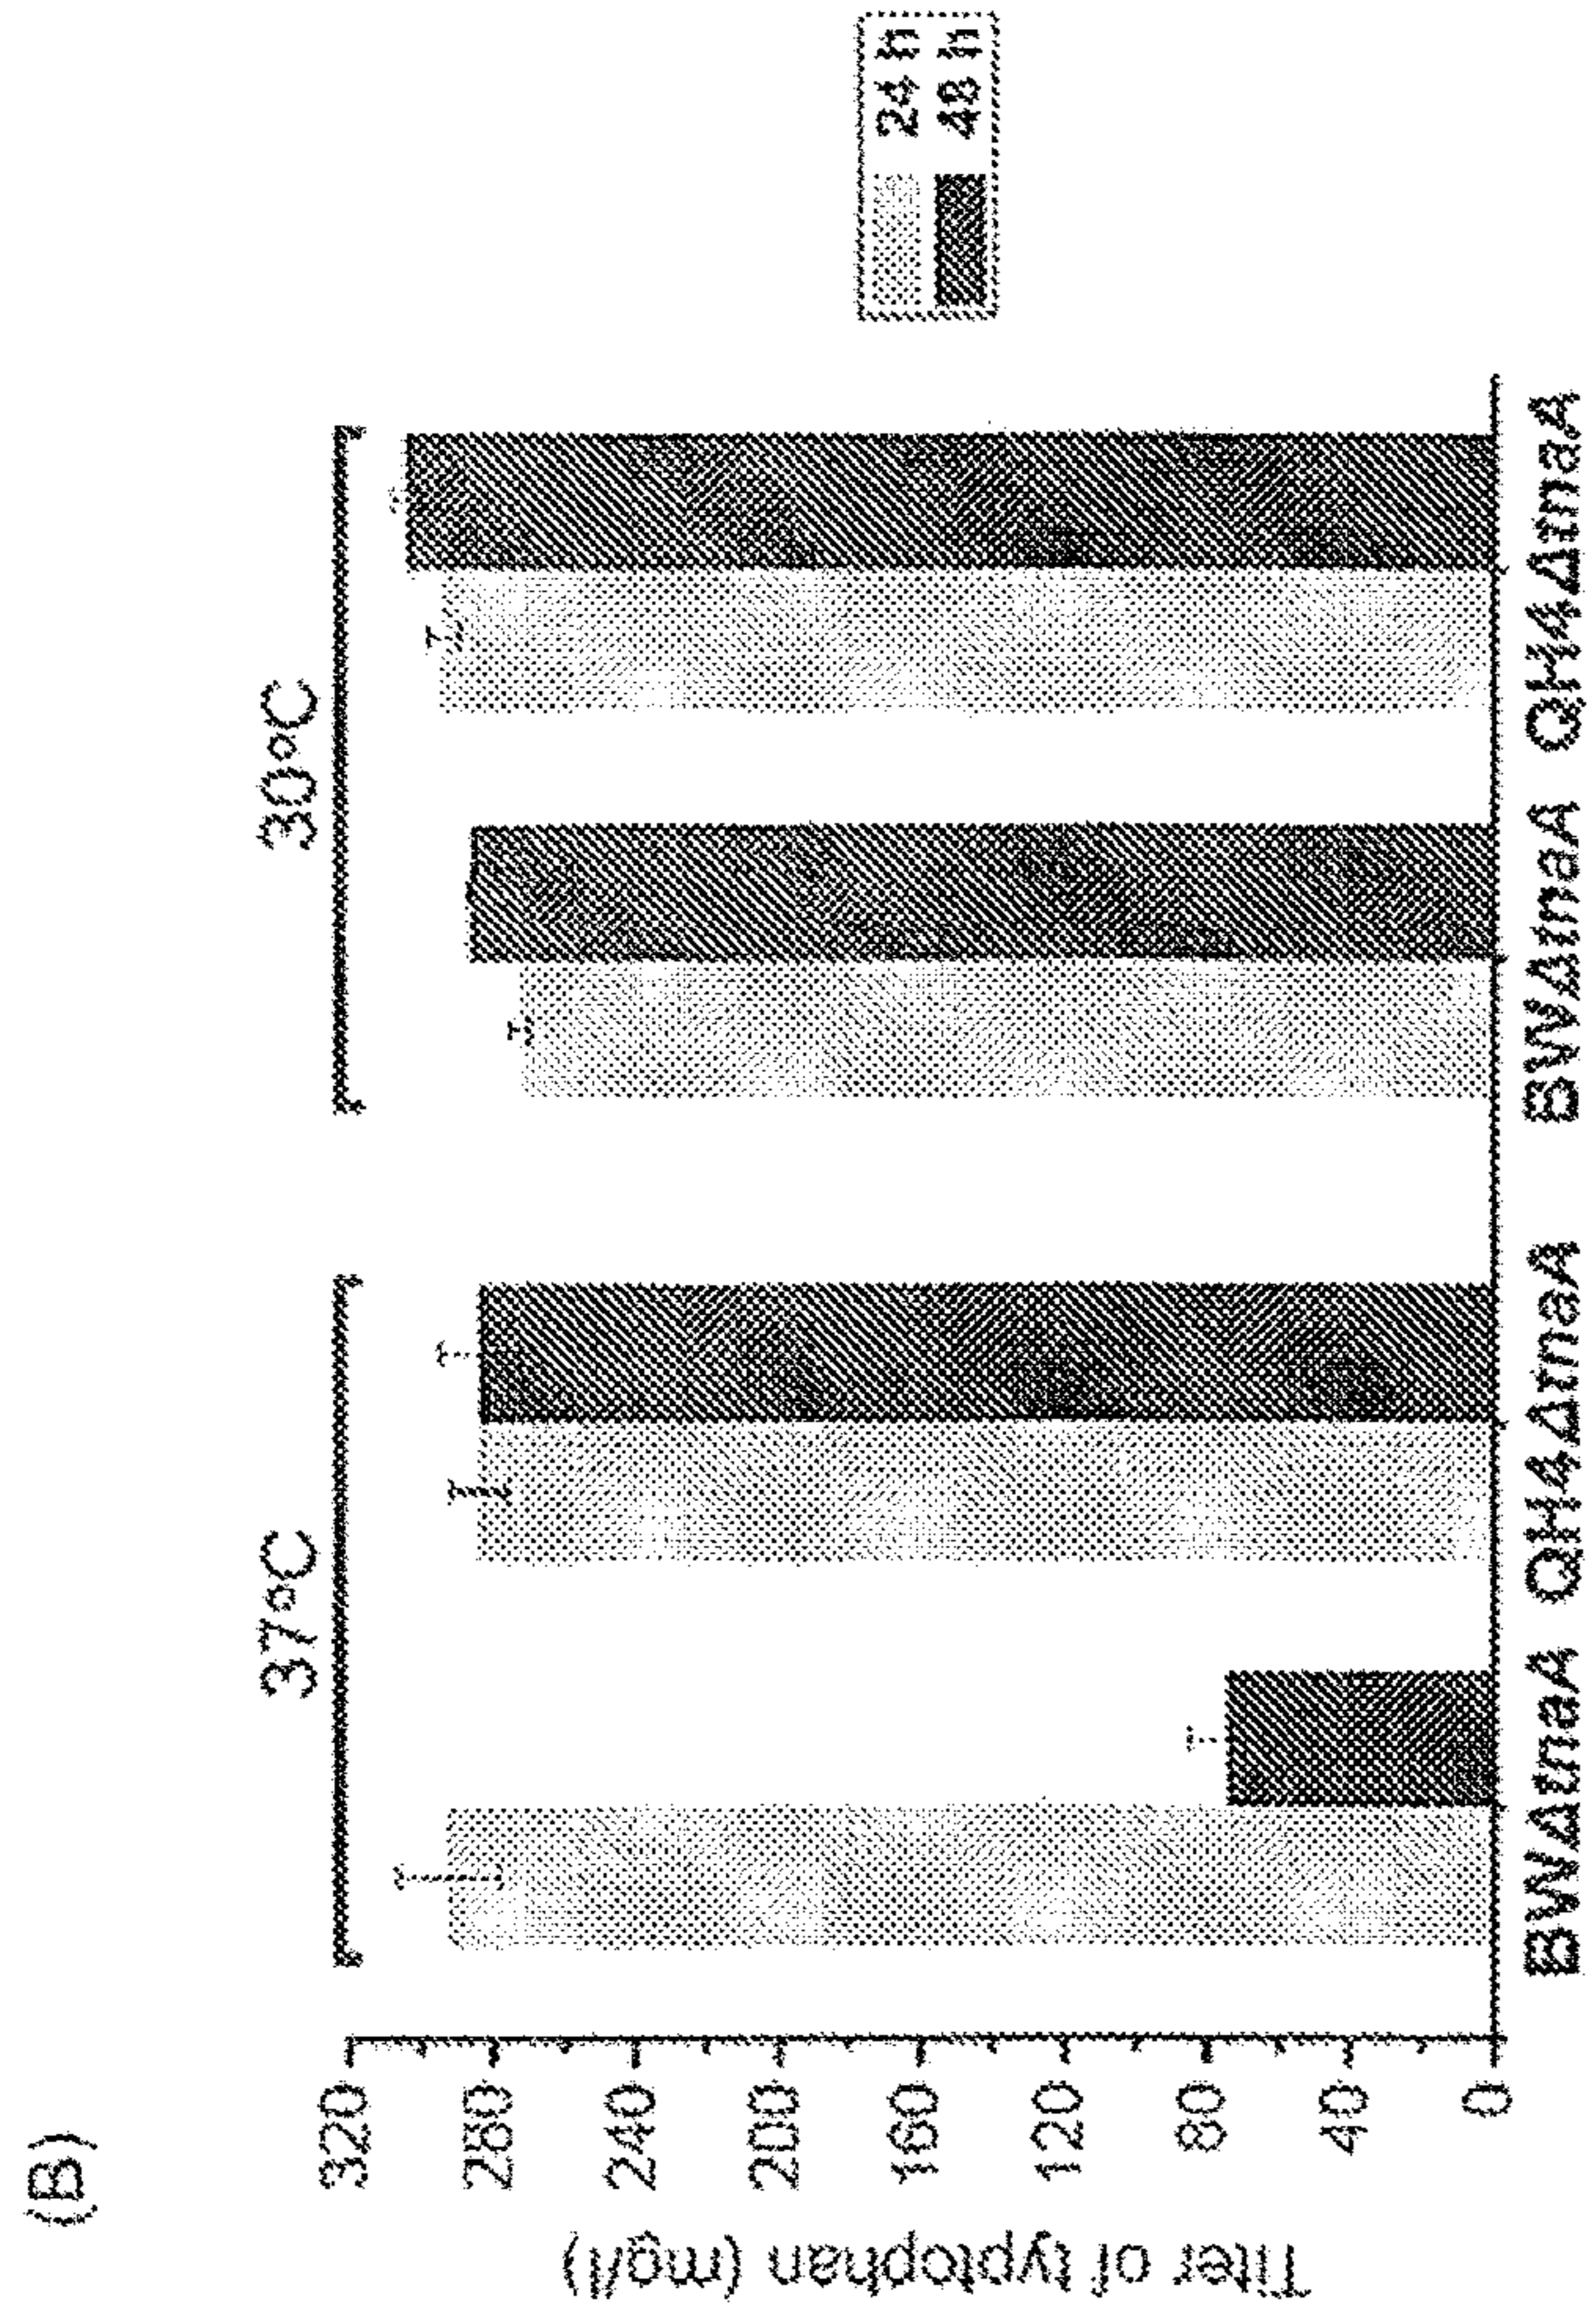 (B)
Titer of typtophan (mg/l)
320
280
240
200
160
120
80
40
0
37°C
30°C
BWΔtnaA QH4ΔtnaA BWΔtnaA QH4ΔtnaA
24 h
48 h